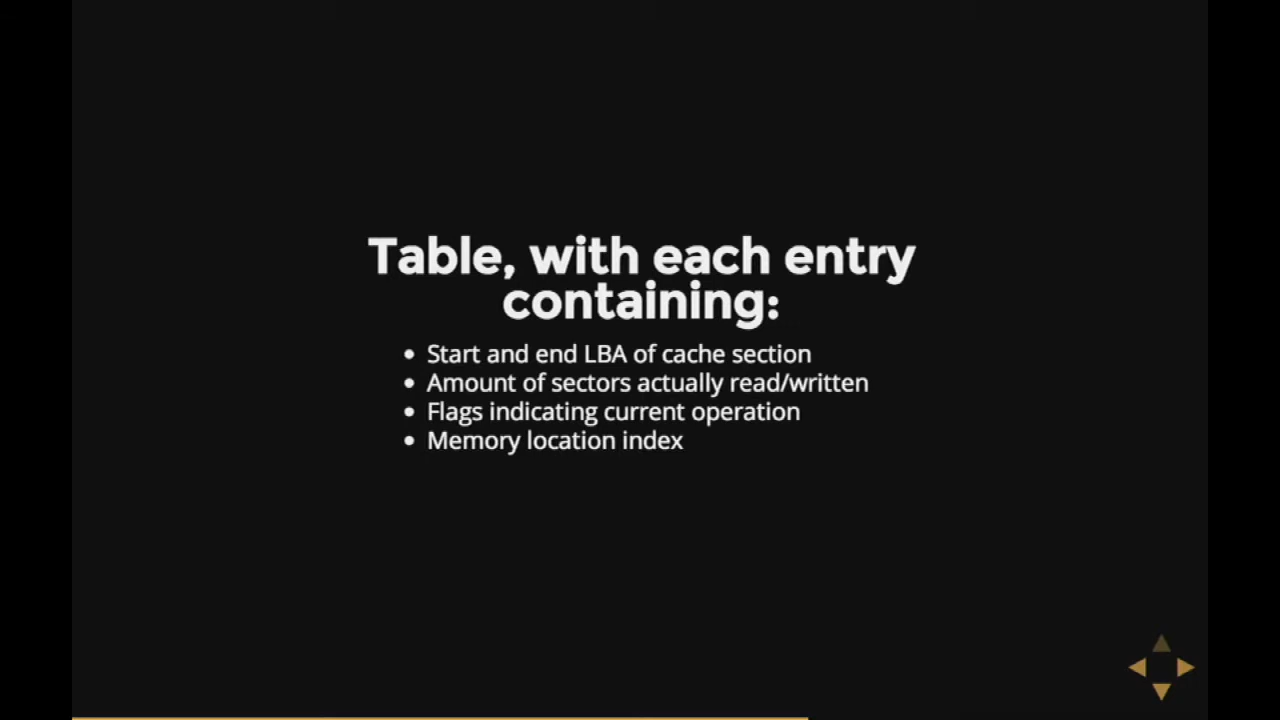 Table, with each entry
containing:
Start and end LBA of cache section
Amount of sectors actually read/written
Flags indicating current operation
Memory location index